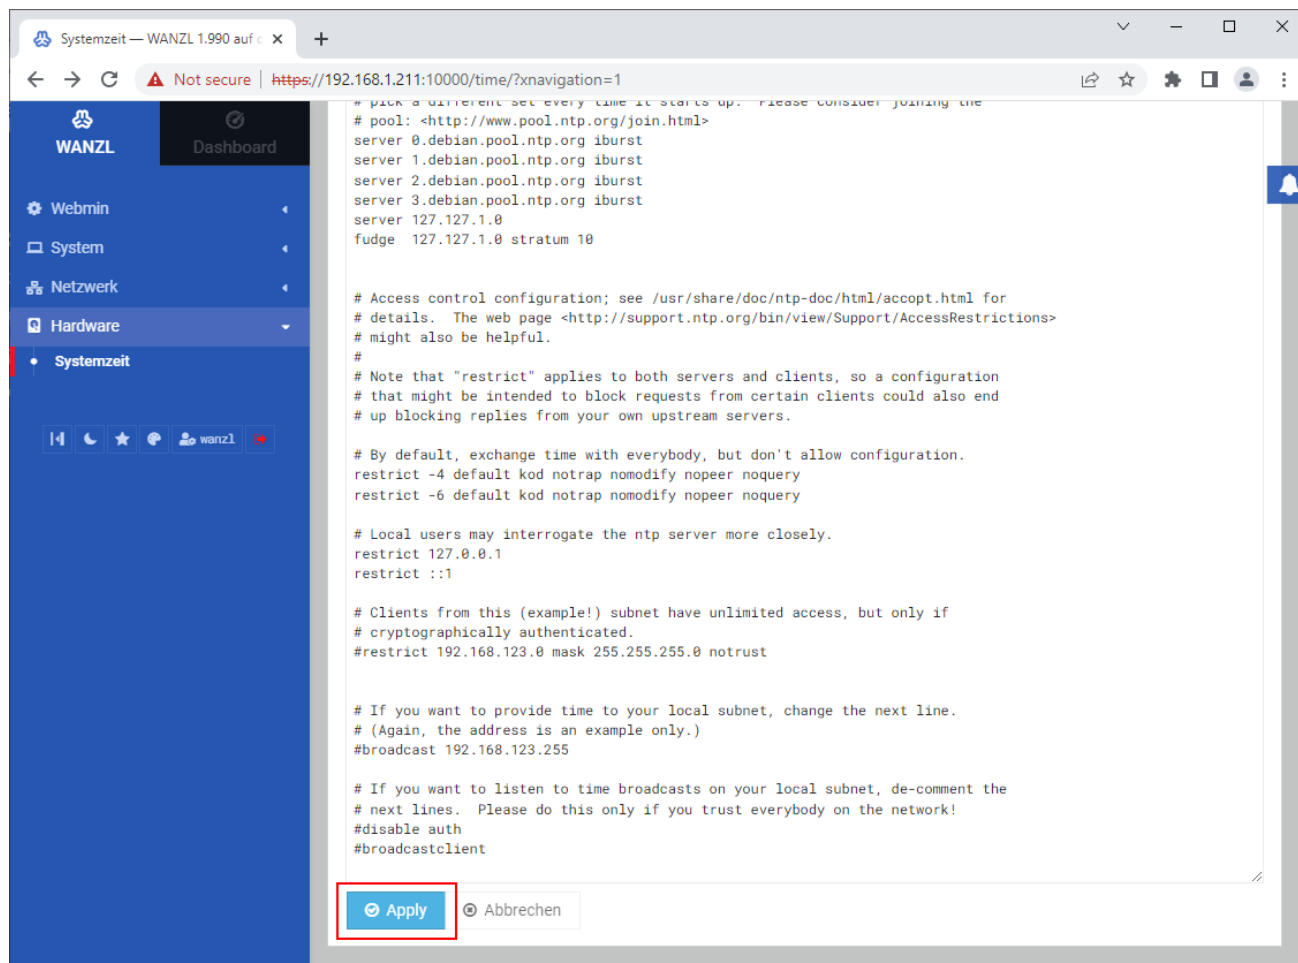 Systemzeit — WANZL 1.990 auf
Not secure | https://192.168.1.211:10000/time/?xnavigation=1
WANZL
Dashboard
Webmin
System
Netzwerk
Hardware
Systemzeit
wanzl
# pick a different set every time it starts up.  Please consider joining the
# pool: <http://www.pool.ntp.org/join.html>
server 0.debian.pool.ntp.org iburst
server 1.debian.pool.ntp.org iburst
server 2.debian.pool.ntp.org iburst
server 3.debian.pool.ntp.org iburst
server 127.127.1.0
fudge  127.127.1.0 stratum 10
# Access control configuration; see /usr/share/doc/ntp-doc/html/accopt.html for
# details.  The web page <http://support.ntp.org/bin/view/Support/AccessRestrictions>
# might also be helpful.
#
# Note that "restrict" applies to both servers and clients, so a configuration
# that might be intended to block requests from certain clients could also end
# up blocking replies from your own upstream servers.
# By default, exchange time with everybody, but don't allow configuration.
restrict -4 default kod notrap nomodify nopeer noquery
restrict -6 default kod notrap nomodify nopeer noquery
# Local users may interrogate the ntp server more closely.
restrict 127.0.0.1
restrict ::1
# Clients from this (example!) subnet have unlimited access, but only if
# cryptographically authenticated.
#restrict 192.168.123.0 mask 255.255.255.0 notrust
# If you want to provide time to your local subnet, change the next line.
# (Again, the address is an example only.)
#broadcast 192.168.123.255
# If you want to listen to time broadcasts on your local subnet, de-comment the
# next lines.  Please do this only if you trust everybody on the network!
#disable auth
#broadcastclient
Apply
Abbrechen